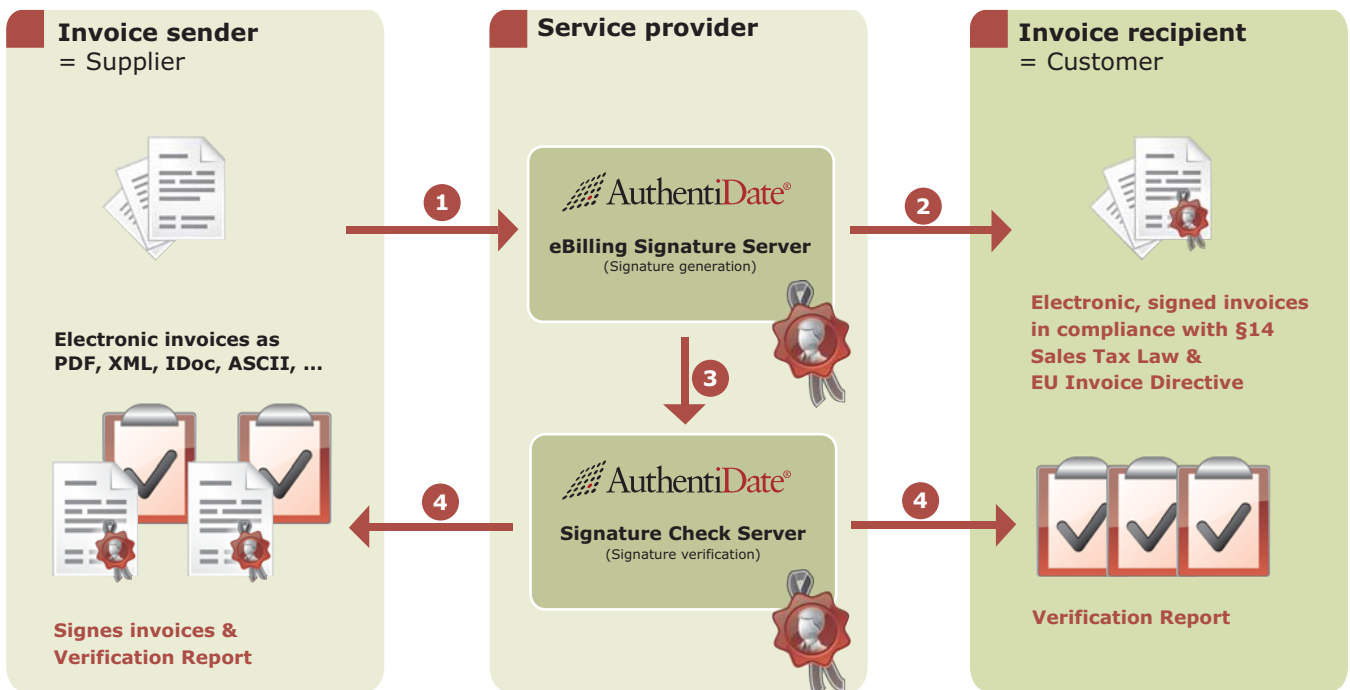 Invoice sender
= Supplier
Electronic invoices as
PDF, XML, IDoc, ASCII, ...
Signes invoices &
Verification Report
1
4
Service provider
AuthentiDate®
eBilling Signature Server
(Signature generation)
3
AuthentiDate®
Signature Check Server
(Signature verification)
2
4
Invoice recipient
= Customer
Electronic, signed invoices
in compliance with §14
Sales Tax Law &
EU Invoice Directive
Verification Report